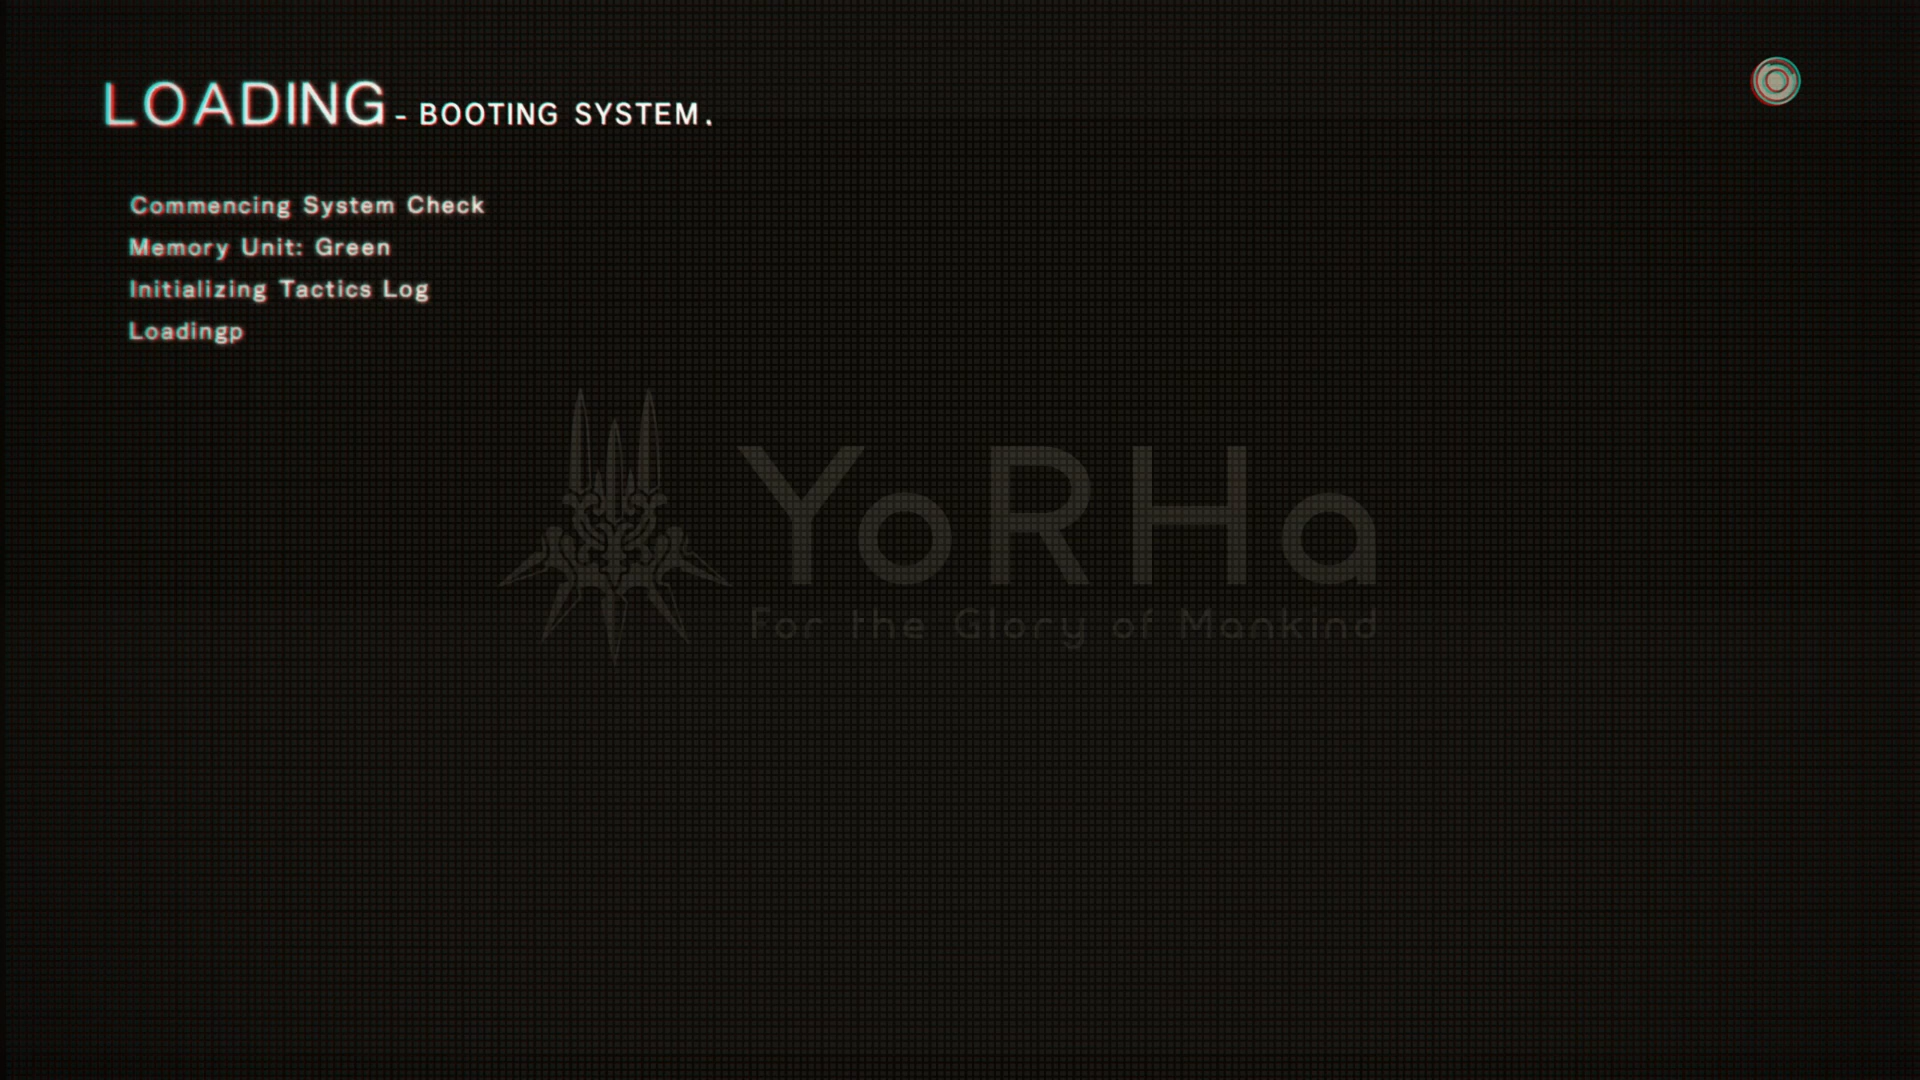 LOADING - BOOTING SYSTEM.
Commencing System Check
Memory Unit: Green
Initializing Tactics Log
Loadingp
YoRHa
For the Glory of Mankind